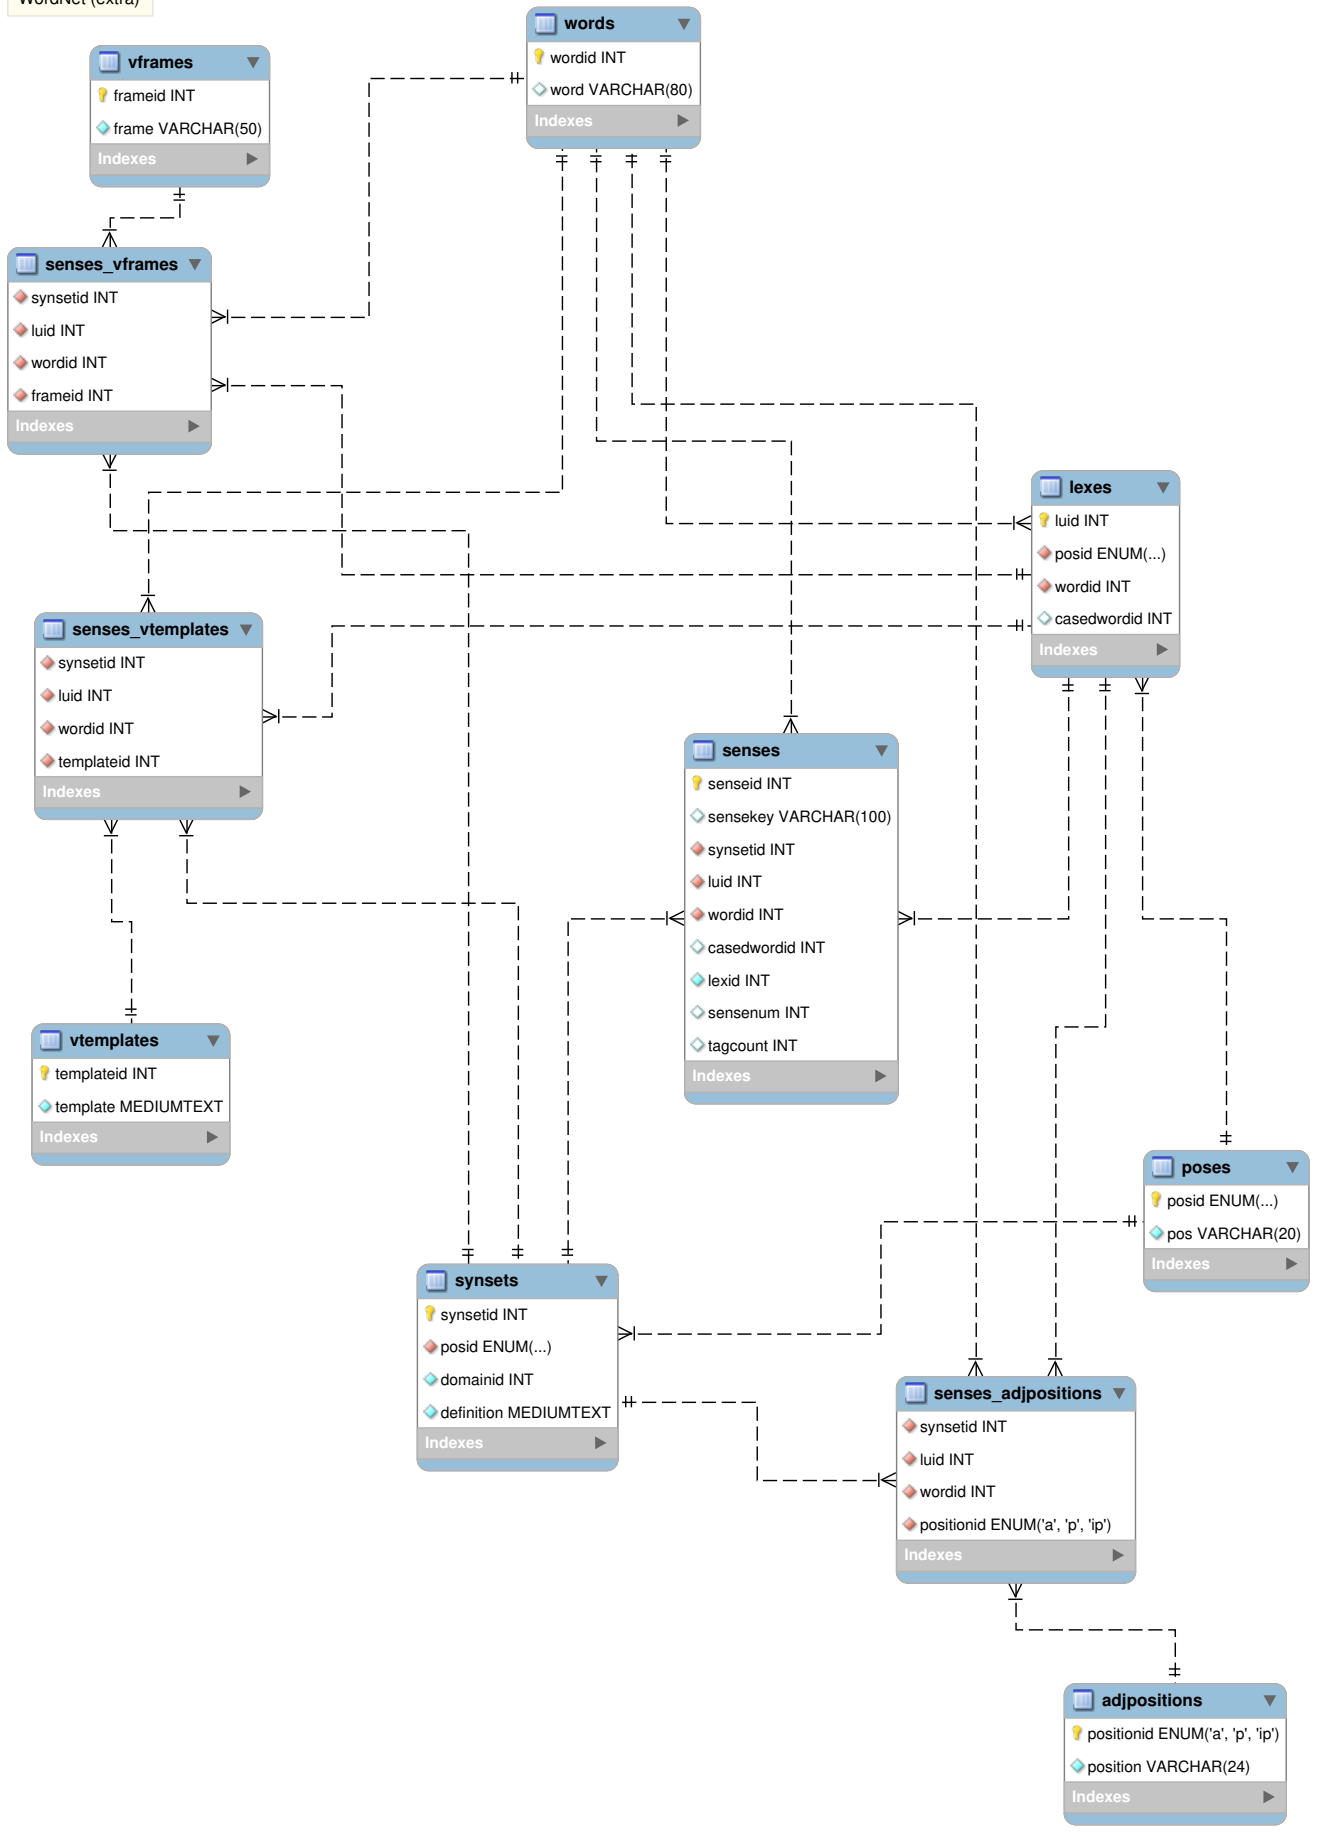 WordNet (extra)
words
wordid INT
word VARCHAR(80)
Indexes
vframes
frameid INT
frame VARCHAR(50)
Indexes
senses_vframes
synsetid INT
luid INT
wordid INT
frameid INT
Indexes
lexes
luid INT
posid ENUM(...)
wordid INT
casedwordid INT
Indexes
senses_vtemplates
synsetid INT
luid INT
wordid INT
templateid INT
Indexes
senses
senseid INT
sensekey VARCHAR(100)
synsetid INT
luid INT
wordid INT
casedwordid INT
lexid INT
sensenum INT
tagcount INT
Indexes
vtemplates
templateid INT
template MEDIUMTEXT
Indexes
poses
posid ENUM(...)
pos VARCHAR(20)
Indexes
synsets
synsetid INT
posid ENUM(...)
domainid INT
definition MEDIUMTEXT
Indexes
senses_adjpositions
synsetid INT
luid INT
wordid INT
positionid ENUM('a', 'p', 'ip')
Indexes
adjpositions
positionid ENUM('a', 'p', 'ip')
position VARCHAR(24)
Indexes